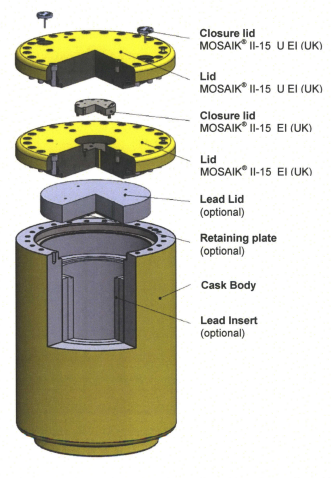 Closure lid
MOSAIK® II-15 U EI (UK)
Lid
MOSAIK® II-15 U EI (UK)
Closure lid
MOSAIK® II-15 EI (UK)
Lid
MOSAIK® II-15 EI (UK)
Lead Lid
(optional)
Retaining plate
(optional)
Cask Body
Lead Insert
(optional)